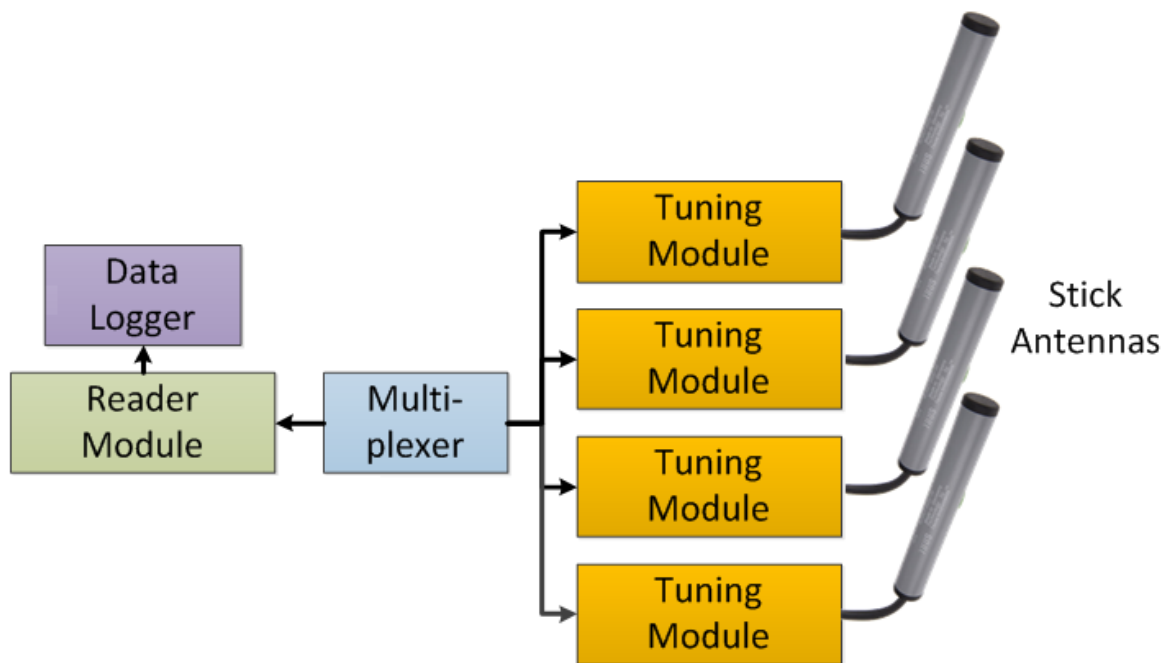 Data
Logger
Reader
Module
Multi-
plexer
Tuning
Module
Tuning
Module
Tuning
Module
Tuning
Module
Stick
Antennas